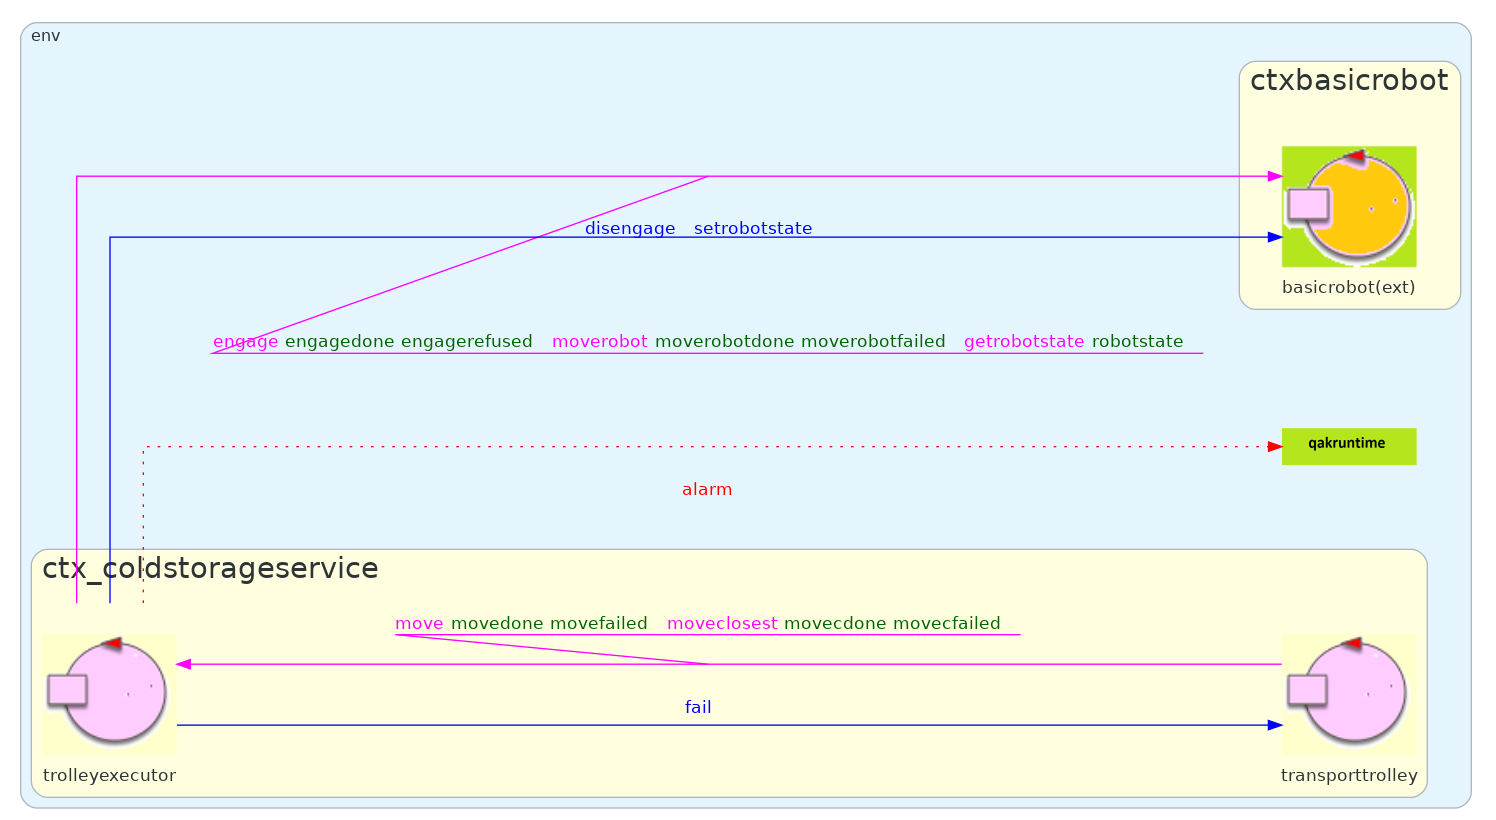 env
ctxbasicrobot
disengage setrobotstate
basicrobot(ext)
engage engagedone engagerefused moverobot moverobotdone moverobotfailed getrobotstate robotstate
qakruntime
alarm
ctx_coldstorageservice
move movedone movefailed moveclosest movecdone movecfailed
fail
trolleyexecutor
transporttrolley